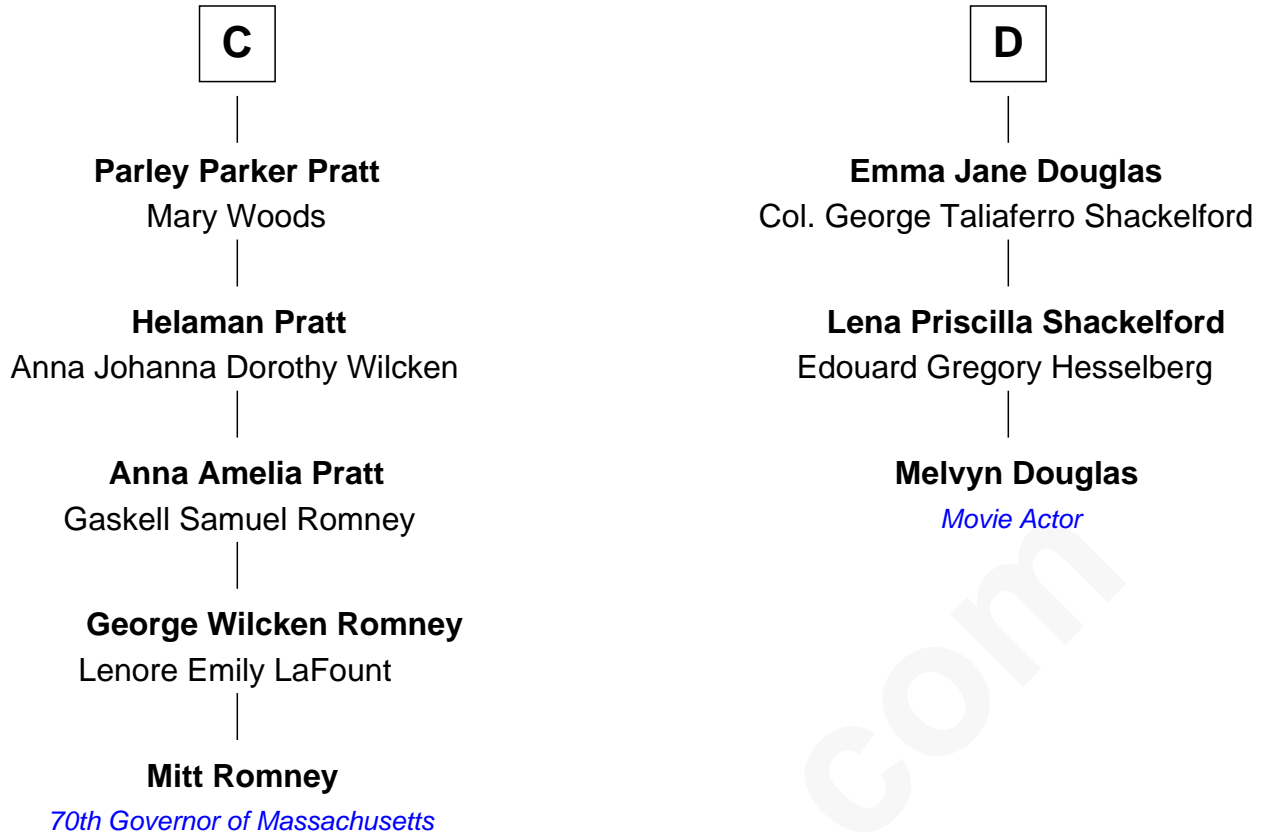 C
Parley Parker Pratt
Mary Woods
Helaman Pratt
Anna Johanna Dorothy Wilcken
Anna Amelia Pratt
Gaskell Samuel Romney
George Wilcken Romney
Lenore Emily LaFount
Mitt Romney
70th Governor of Massachusetts
D
Emma Jane Douglas
Col. George Taliaferro Shackelford
Lena Priscilla Shackelford
Edouard Gregory Hesselberg
Melvyn Douglas
Movie Actor
com